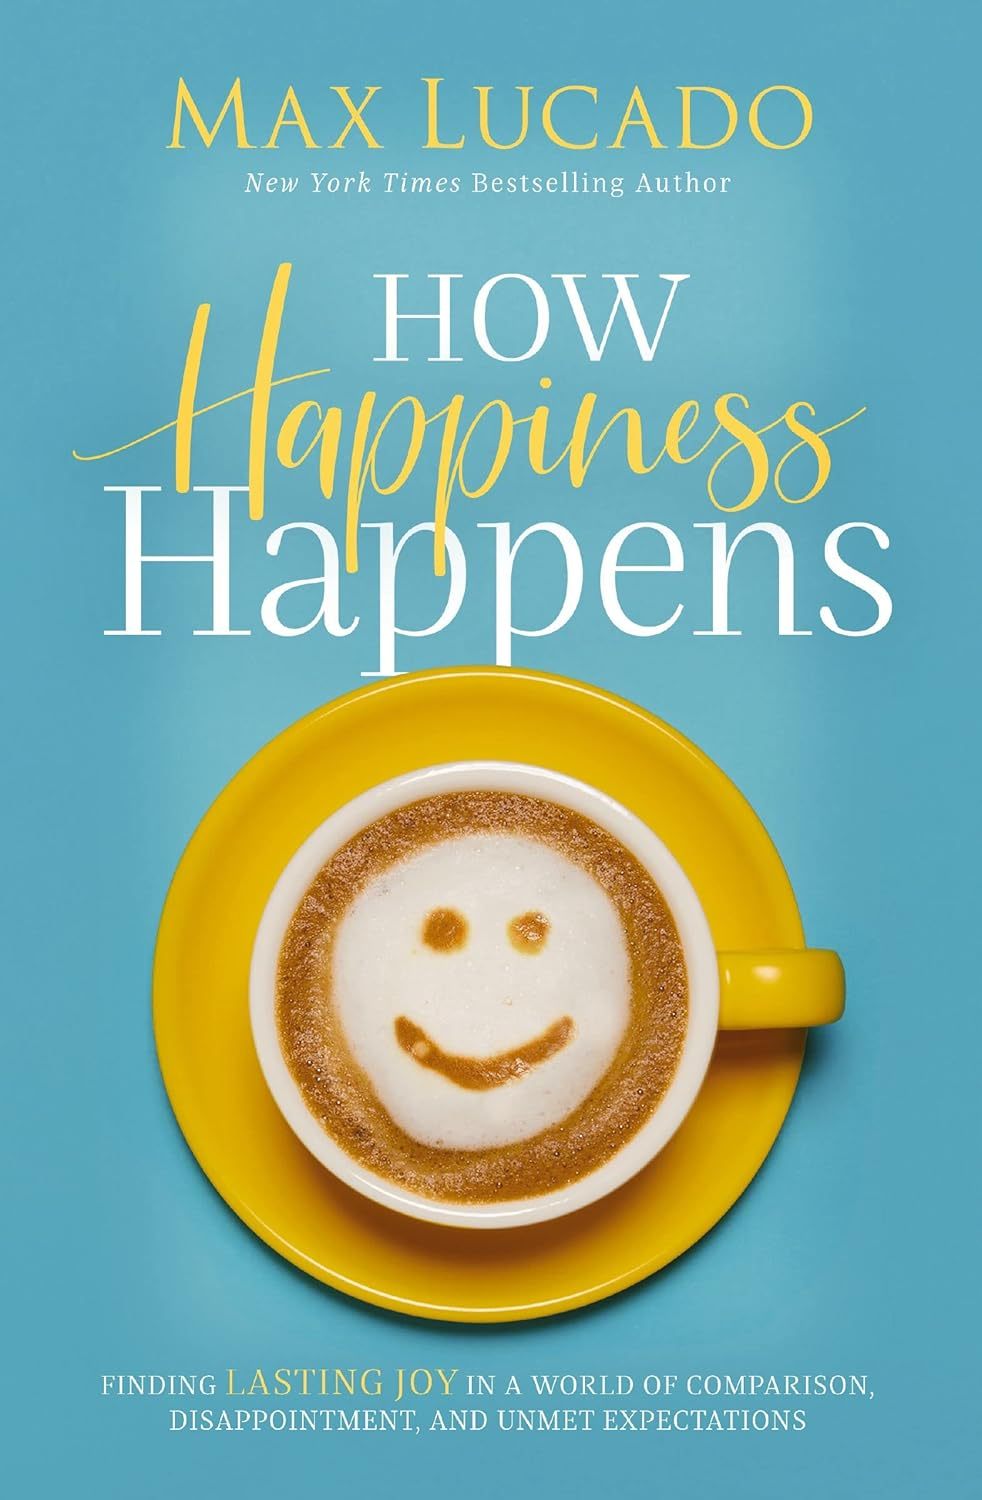 MAX LUCADO
New York Times Bestselling Author
HOW
Happiness
Happens
FINDING LASTING JOY IN A WORLD OF COMPARISON,
DISAPPOINTMENT, AND UNMET EXPECTATIONS